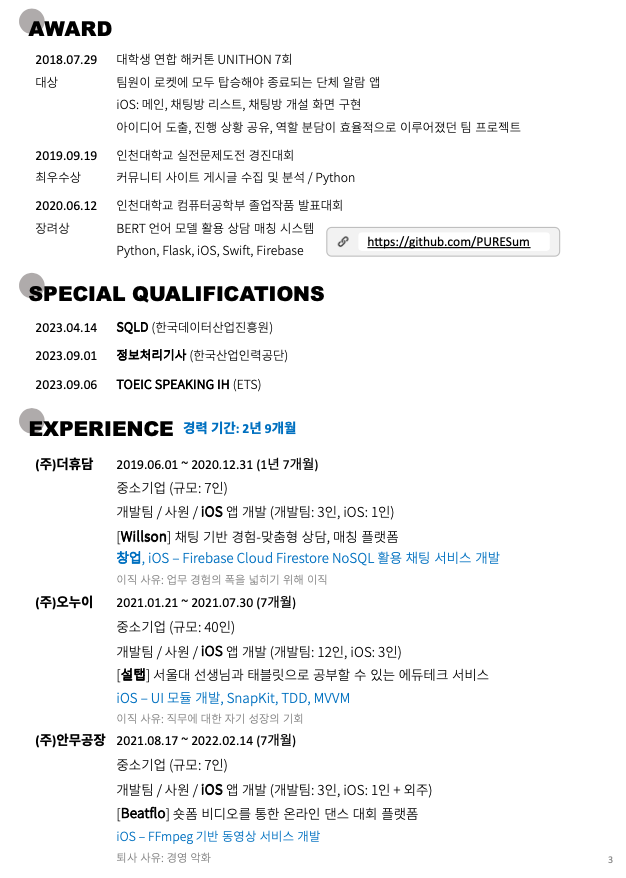 AWARD
2018.07.29 대학생 연합 해커톤 UNITHON 7회
대상 팀원이 로켓에 모두 탑승해야 종료되는 단체 알람 앱
iOS: 메인, 채팅방 리스트, 채팅방 개설 화면 구현
아이디어 도출, 진행 상황 공유, 역할 분담이 효율적으로 이루어졌던 팀 프로젝트
2019.09.19 인천대학교 실전문제도전 경진대회
최우수상 커뮤니티 사이트 게시글 수집 및 분석 / Python
2020.06.12 인천대학교 컴퓨터공학부 졸업작품 발표대회
장려상 BERT 언어 모델 활용 상담 매칭 시스템
https://github.com/PURESum
Python, Flask, iOS, Swift, Firebase
SPECIAL QUALIFICATIONS
2023.04.14 SQLD (한국데이터산업진흥원)
2023.09.01 정보처리기사 (한국산업인력공단)
2023.09.06 TOEIC SPEAKING IH (ETS)
EXPERIENCE 경력 기간: 2년 9개월
(주)더휴담 2019.06.01 ~ 2020.12.31 (1년 7개월)
중소기업 (규모: 7인)
개발팀 / 사원 / iOS 앱 개발 (개발팀: 3인, iOS: 1인)
[Willson] 채팅 기반 경험-맞춤형 상담, 매칭 플랫폼
창업, iOS – Firebase Cloud Firestore NoSQL 활용 채팅 서비스 개발
이직 사유: 업무 경험의 폭을 넓히기 위해 이직
(주)오누이 2021.01.21 ~ 2021.07.30 (7개월)
중소기업 (규모: 40인)
개발팀 / 사원 / iOS 앱 개발 (개발팀: 12인, iOS: 3인)
[설탭] 서울대 선생님과 태블릿으로 공부할 수 있는 에듀테크 서비스
iOS – UI 모듈 개발, SnapKit, TDD, MVVM
이직 사유: 직무에 대한 자기 성장의 기회
(주)안무공장 2021.08.17 ~ 2022.02.14 (7개월)
중소기업 (규모: 7인)
개발팀 / 사원 / iOS 앱 개발 (개발팀: 3인, iOS: 1인 + 외주)
[Beatflo] 숏폼 비디오를 통한 온라인 댄스 대회 플랫폼
iOS – FFmpeg 기반 동영상 서비스 개발
퇴사 사유: 경영 악화
3